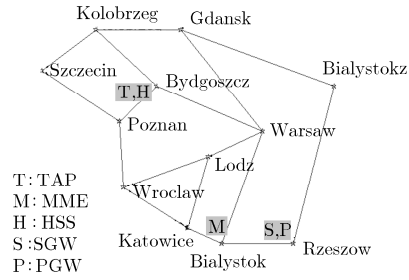 Kolobrzeg
Gdansk
Szczecin
Bialystokz
Bydgoszcz
T,H
Poznan
Warsaw
Lodz
Wroclaw
T:TAP
M:MME
H:HSS
S:SGW
P:PGW
Katowice
M
S,P
Bialystok
Rzeszow